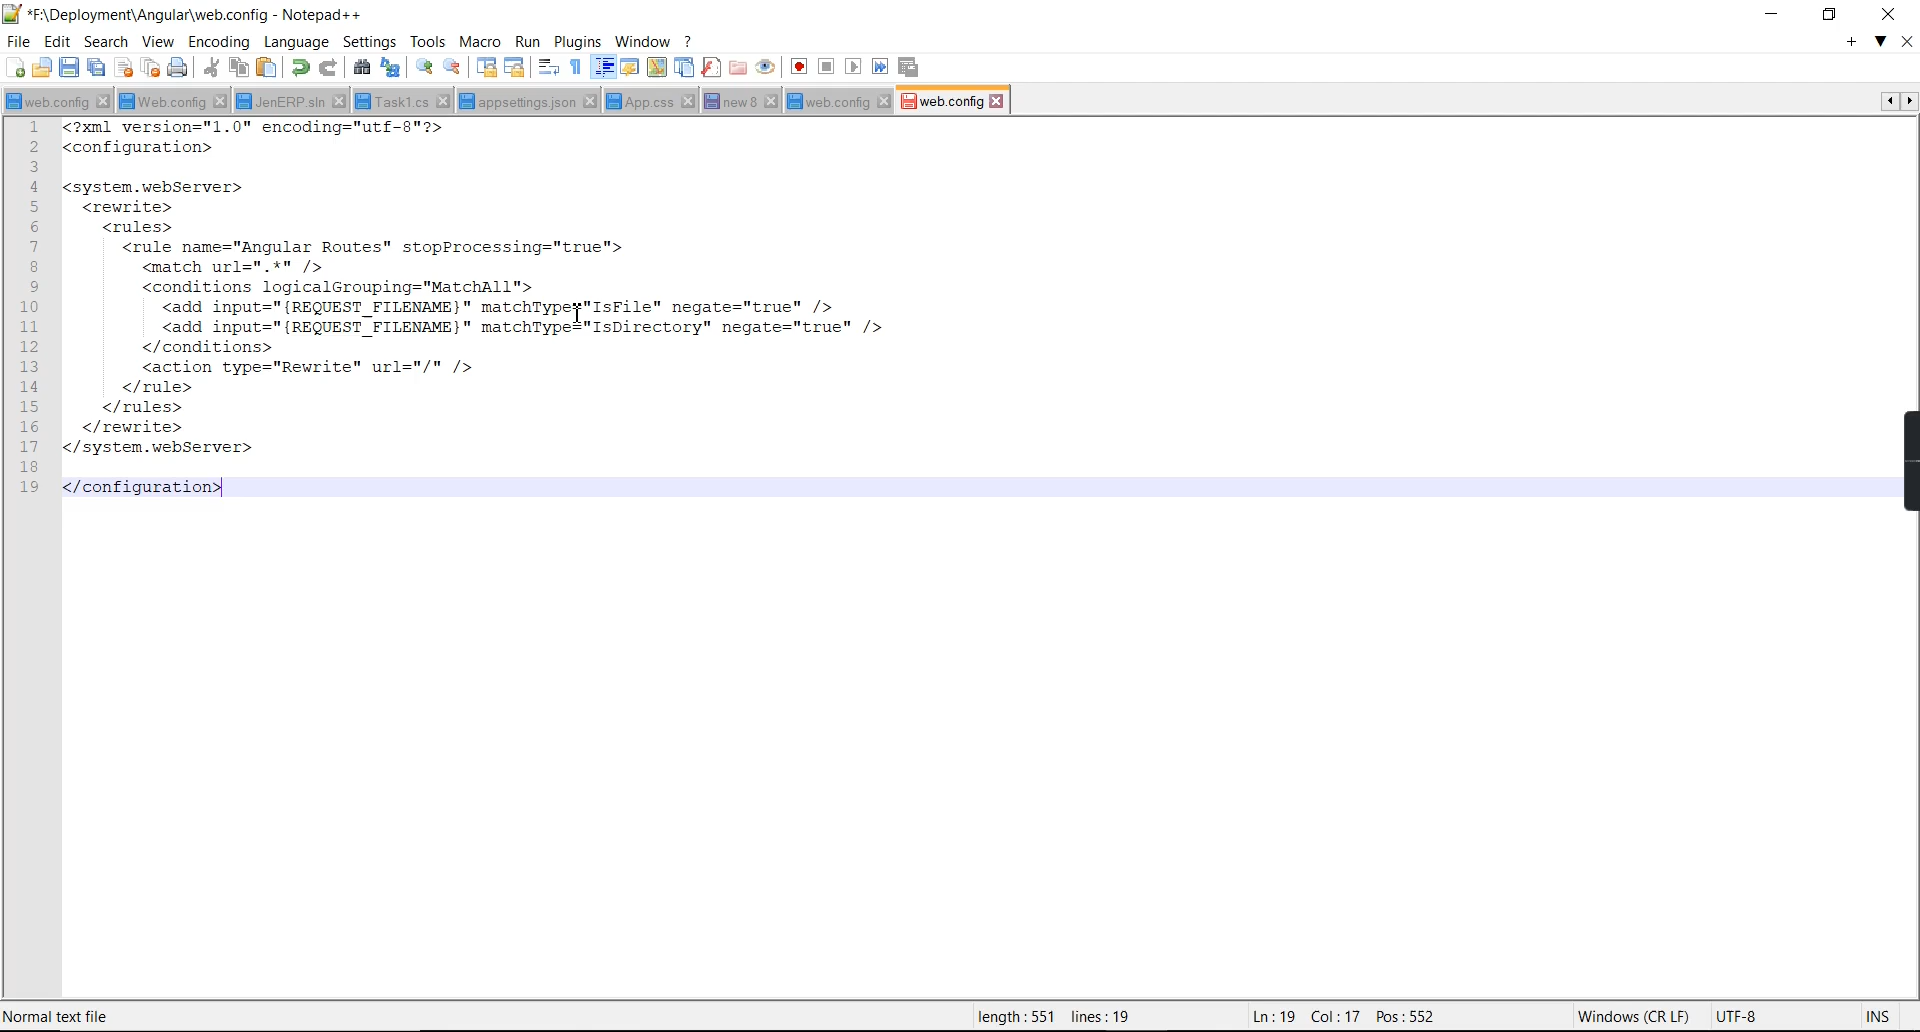 *F:\Deployment\Angular\web.config - Notepad++
File Edit Search View Encoding Language Settings Tools Macro Run Plugins Window ?
web.config Web.config JenERP.sln Task1.cs appsettings.json App.css new 8 web.config web.config
1 <?xml version="1.0" encoding="utf-8"?>
2 <configuration>
3
4 <system.webServer>
5   <rewrite>
6     <rules>
7       <rule name="Angular Routes" stopProcessing="true">
8         <match url=".*" />
9         <conditions logicalGrouping="MatchAll">
10           <add input="{REQUEST_FILENAME}" matchType="IsFile" negate="true" />
11           <add input="{REQUEST_FILENAME}" matchType="IsDirectory" negate="true" />
12         </conditions>
13         <action type="Rewrite" url="/" />
14       </rule>
15     </rules>
16   </rewrite>
17 </system.webServer>
18
19 </configuration>
Normal text file length : 551 lines : 19 Ln : 19 Col : 17 Pos : 552 Windows (CR LF) UTF-8 INS